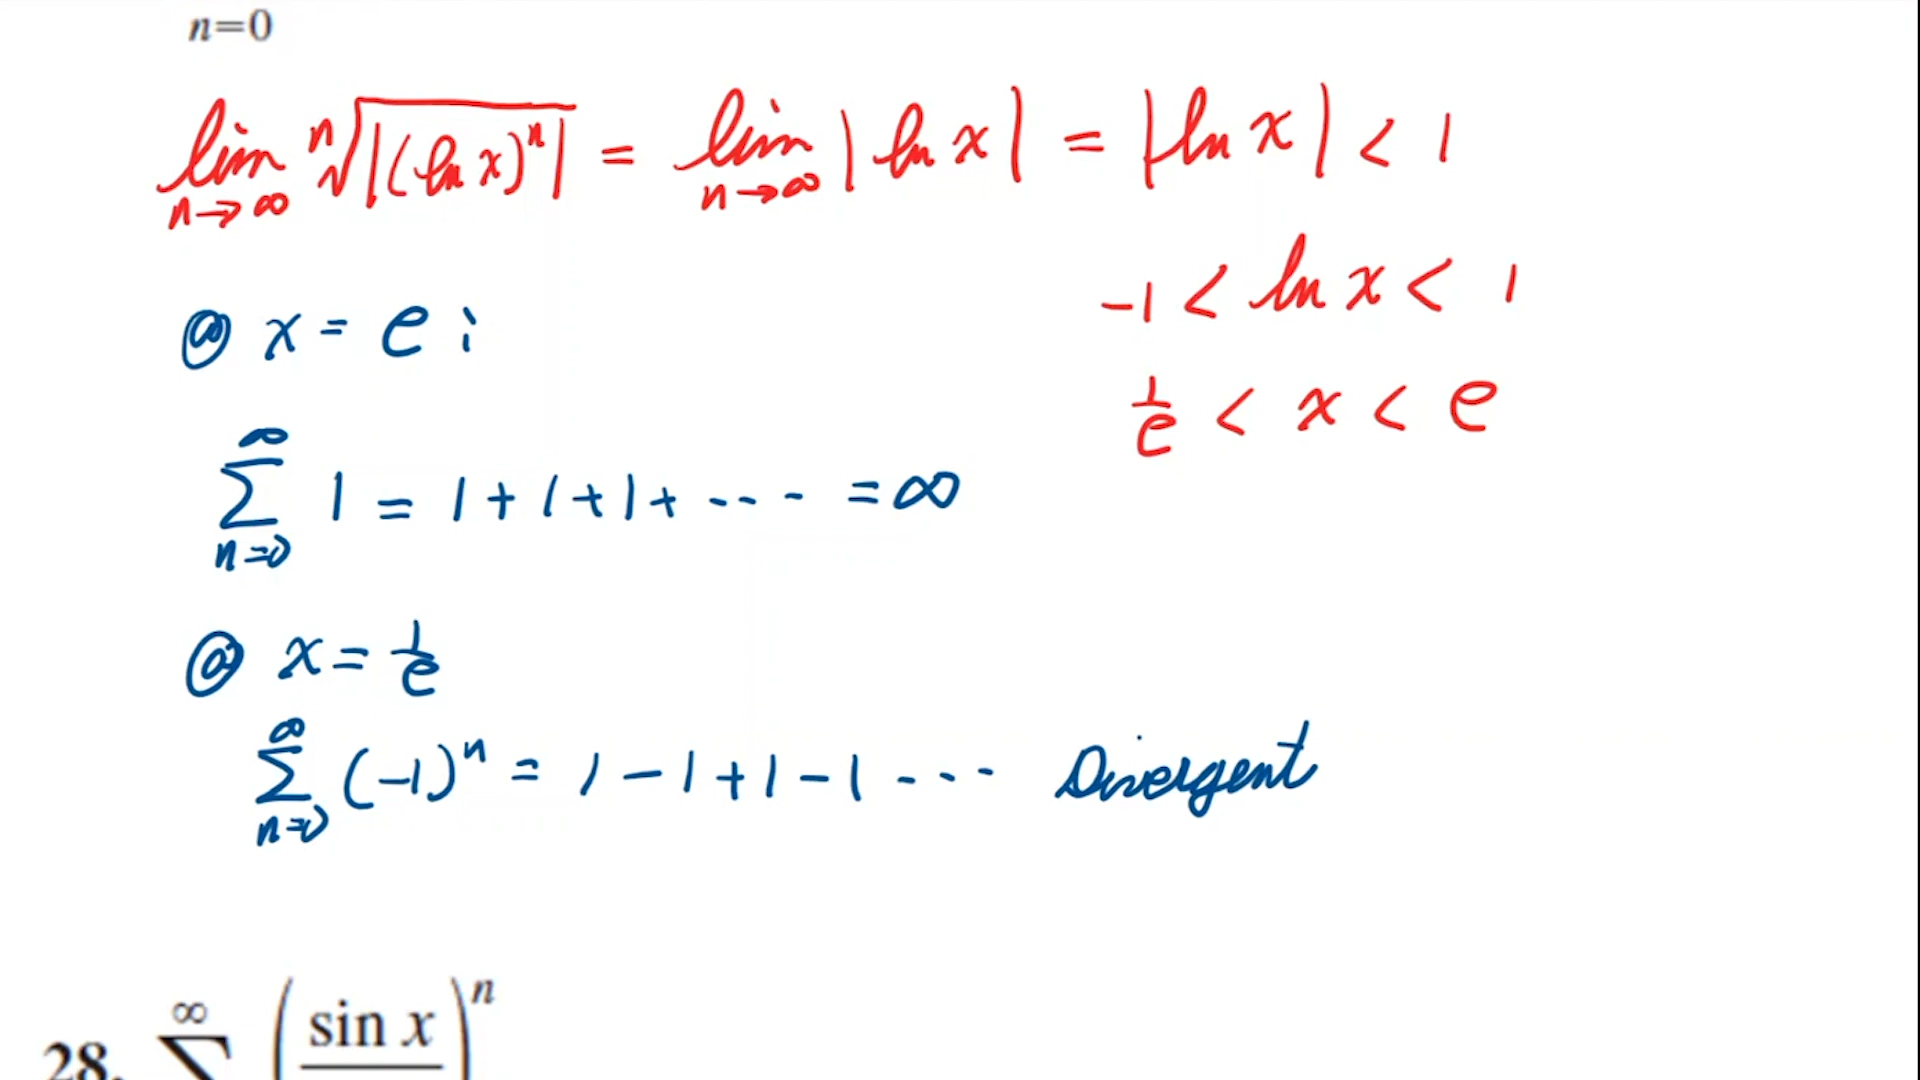 n=0
lim n→∞ ⁿ√|(ln x)ⁿ| = lim n→∞ |ln x| = |ln x| < 1
-1 < ln x < 1
@ x = e :
1/e < x < e
∞ ∑ n=0 1 = 1 + 1 + 1 + ---- = ∞
@ x = 1/e
∞ ∑ n=0 (-1)ⁿ = 1 - 1 + 1 - 1 --- Divergent
28. ∞ ∑ (sin x)ⁿ